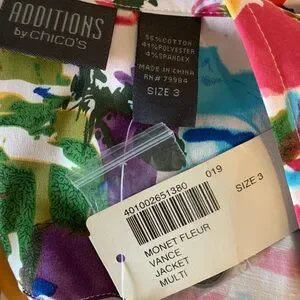 ADDITIONS
by CHICO'S
55%COTTON
41%POLYESTER
4%SPANDEX
MADE IN CHINA
RN# 79984
SIZE 3
401002651380
019
SIZE 3
MONET FLEUR
VANCE
JACKET
MULTI